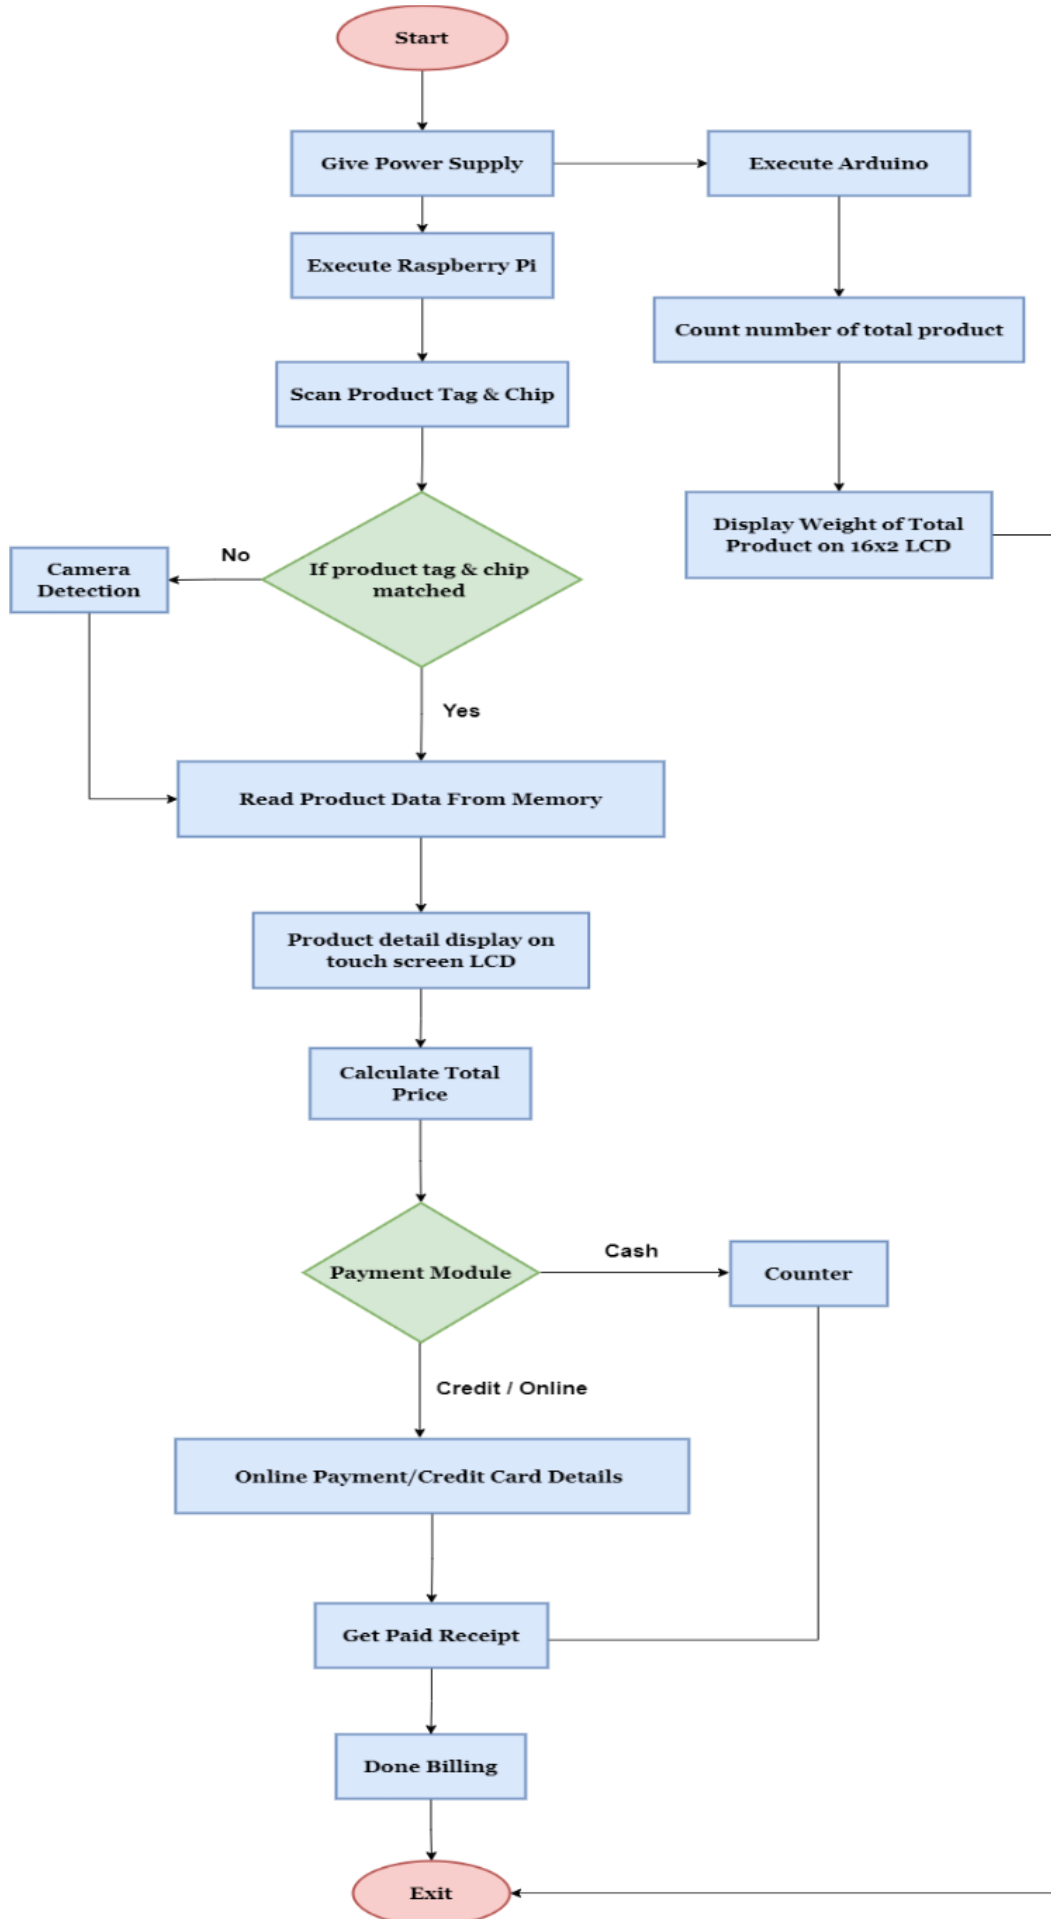 Start
Give Power Supply
Execute Arduino
Execute Raspberry Pi
Count number of total product
Scan Product Tag & Chip
Display Weight of Total
Product on 16x2 LCD
No
If product tag & chip
matched
Camera
Detection
Yes
Read Product Data From Memory
Product detail display on
touch screen LCD
Calculate Total
Price
Cash
Payment Module
Counter
Credit / Online
Online Payment/Credit Card Details
Get Paid Receipt
Done Billing
Exit